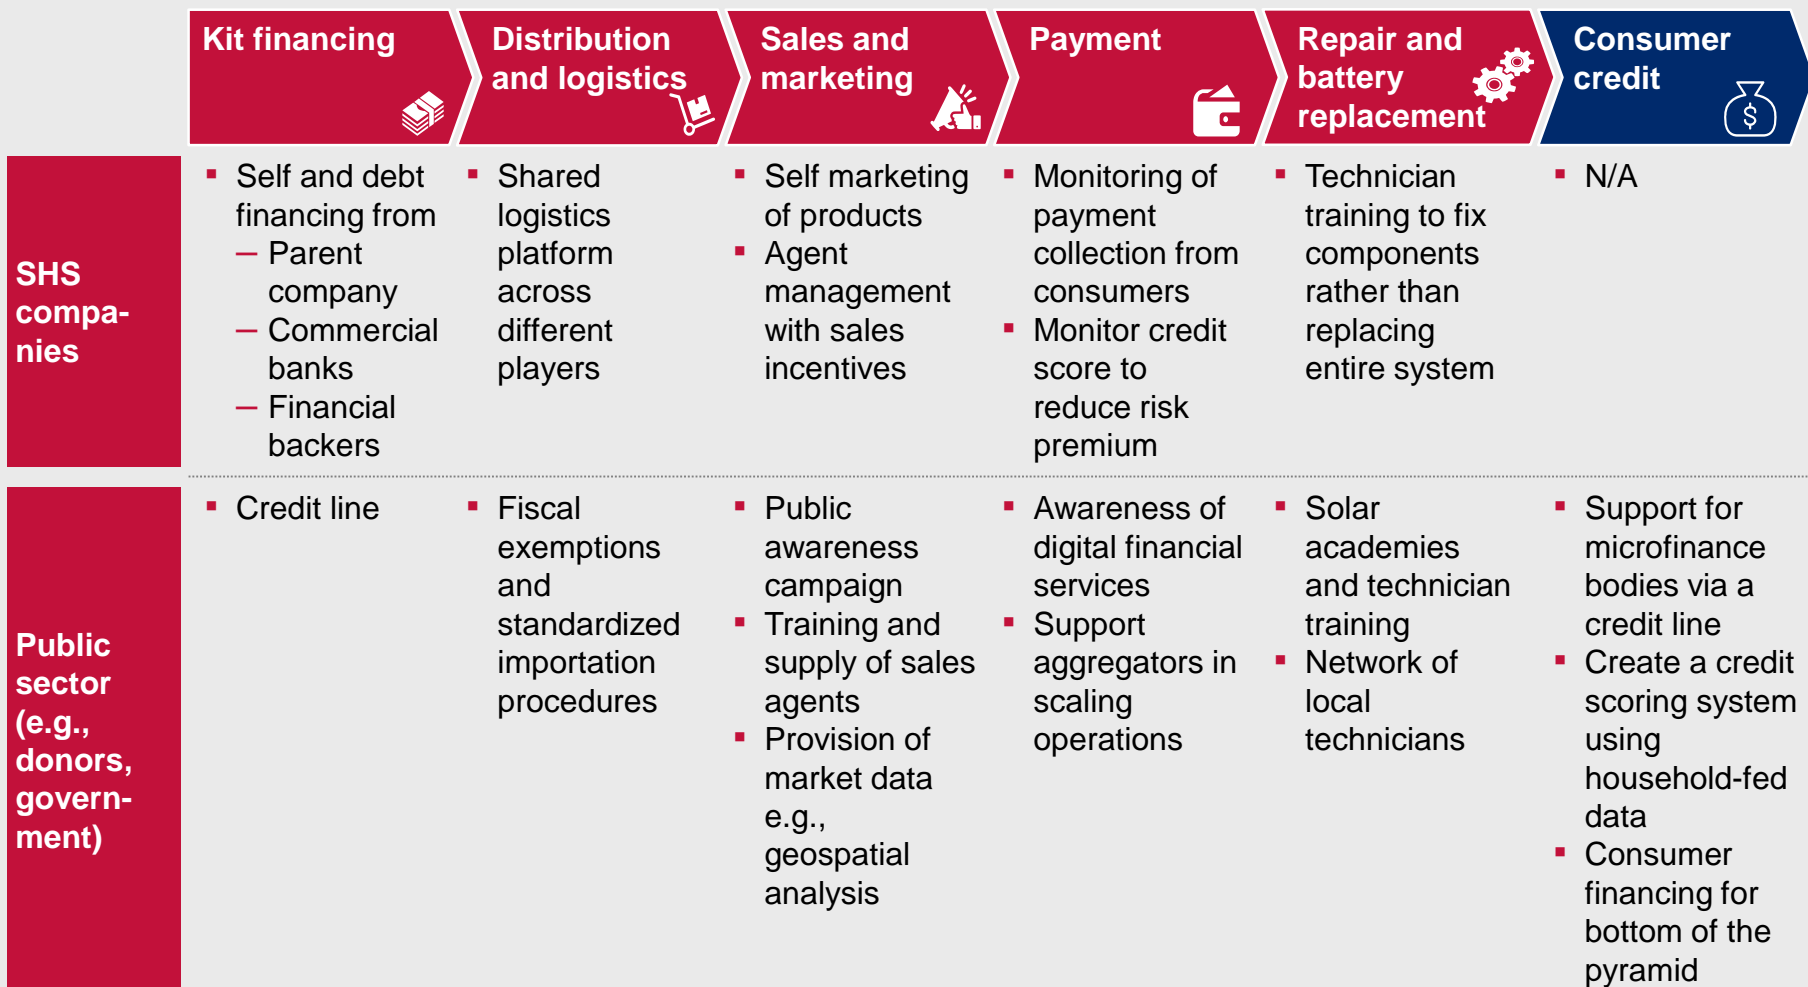 Kit financing
Distribution
and logistics
Sales and
marketing
Payment
Repair and
battery
replacement
Consumer
credit
$
SHS
compa-
nies
Self and debt
financing from
Parent
company
Commercial
banks
Financial
backers
Shared
logistics
platform
across
different
players
Self marketing
of products
Agent
management
with sales
incentives
Monitoring of
payment
collection from
consumers
Monitor credit
score to
reduce risk
premium
Technician
training to fix
components
rather than
replacing
entire system
N/A
Public
sector
(e.g.,
donors,
govern-
ment)
Credit line
Fiscal
exemptions
and
standardized
importation
procedures
Public
awareness
campaign
Training and
supply of sales
agents
Provision of
market data
e.g.,
geospatial
analysis
Awareness of
digital financial
services
Support
aggregators in
scaling
operations
Solar
academies
and technician
training
Network of
local
technicians
Support for
microfinance
bodies via a
credit line
Create a credit
scoring system
using
household-fed
data
Consumer
financing for
bottom of the
pyramid